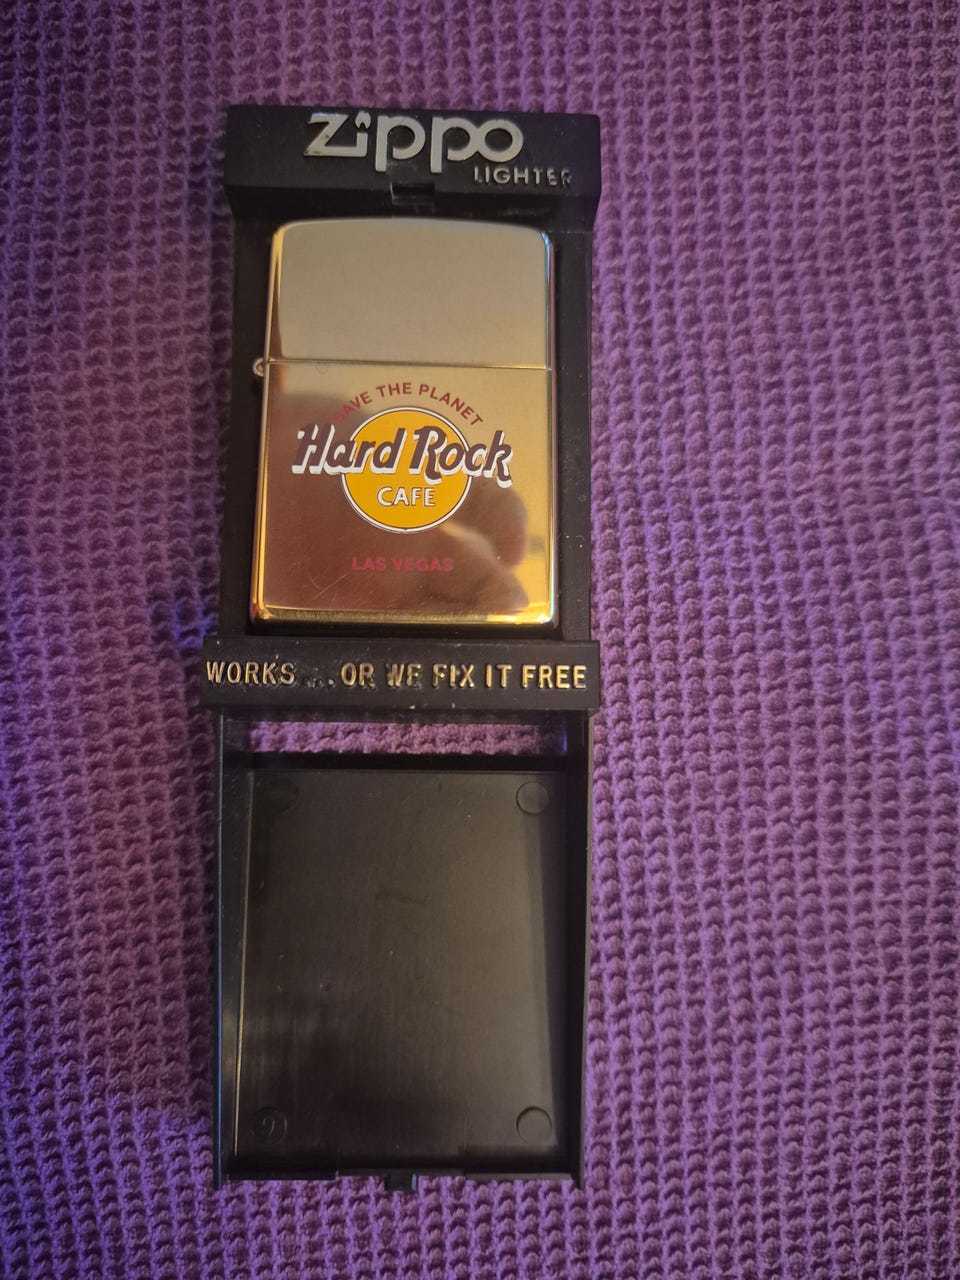 zippo
LIGHTER
SAVE THE PLANET
Hard Rock
CAFE
LAS VEGAS
WORKS ... OR WE FIX IT FREE